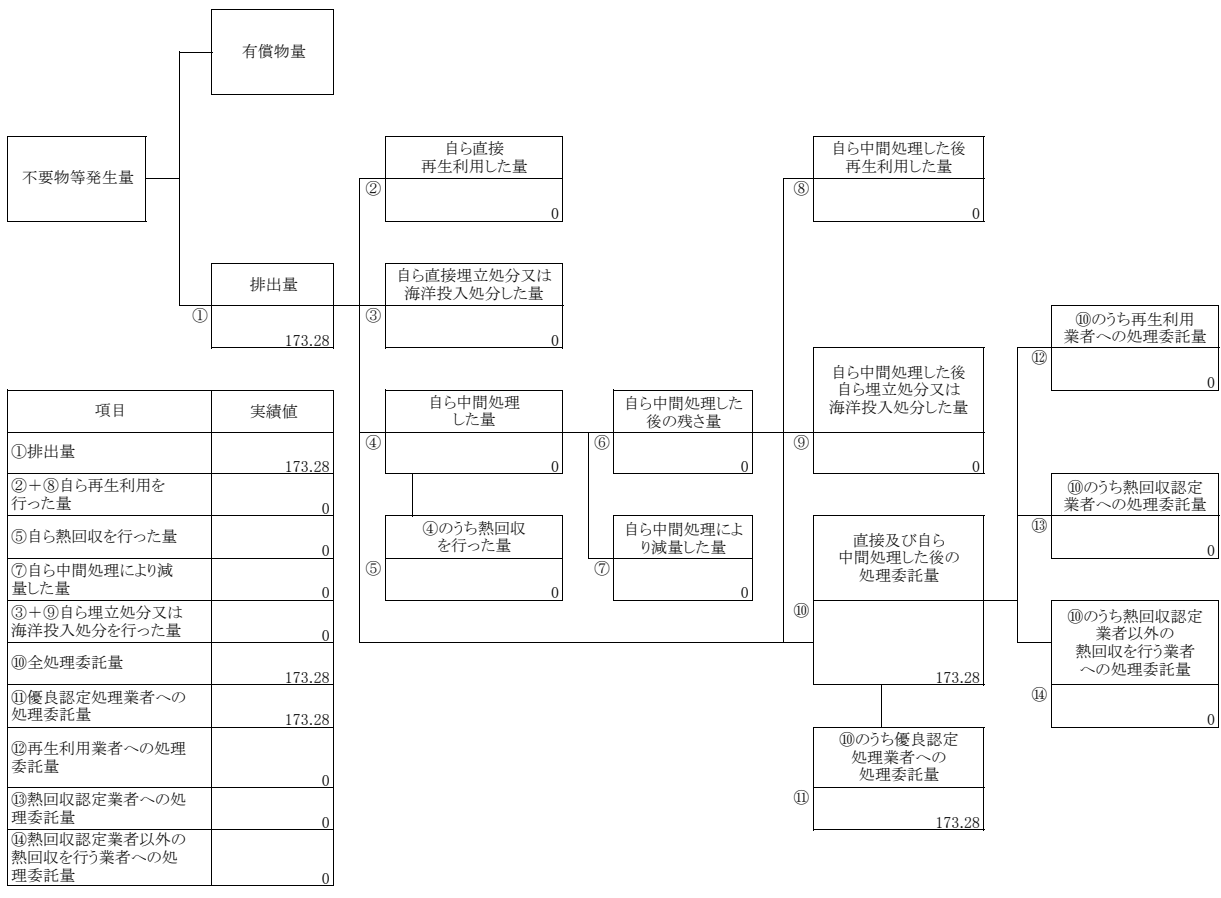 有償物量
不要物等発生量
排出量
①
173.28
自ら直接
再生利用した量
②
0
自ら直接埋立処分又は
海洋投入処分した量
③
0
自ら中間処理
した量
④
0
④のうち熱回収
を行った量
⑤
0
自ら中間処理した
後の残さ量
⑥
0
自ら中間処理によ
り減量した量
⑦
0
自ら中間処理した後
再生利用した量
⑧
0
自ら中間処理した後
自ら埋立処分又は
海洋投入処分した量
⑨
0
直接及び自ら
中間処理した後の
処理委託量
⑩
173.28
⑩のうち優良認定
処理業者への
処理委託量
⑪
173.28
⑩のうち再生利用
業者への処理委託量
⑫
0
⑩のうち熱回収認定
業者への処理委託量
⑬
0
⑩のうち熱回収認定
業者以外の
熱回収を行う業者
への処理委託量
⑭
0
項目 実績値
①排出量
173.28
②+⑧自ら再生利用を
行った量
0
⑤自ら熱回収を行った量
0
⑦自ら中間処理により減
量した量
0
③+⑨自ら埋立処分又は
海洋投入処分を行った量
0
⑩全処理委託量
173.28
⑪優良認定処理業者への
処理委託量
173.28
⑫再生利用業者への処理
委託量
0
⑬熱回収認定業者への処
理委託量
0
⑭熱回収認定業者以外の
熱回収を行う業者への処
理委託量
0